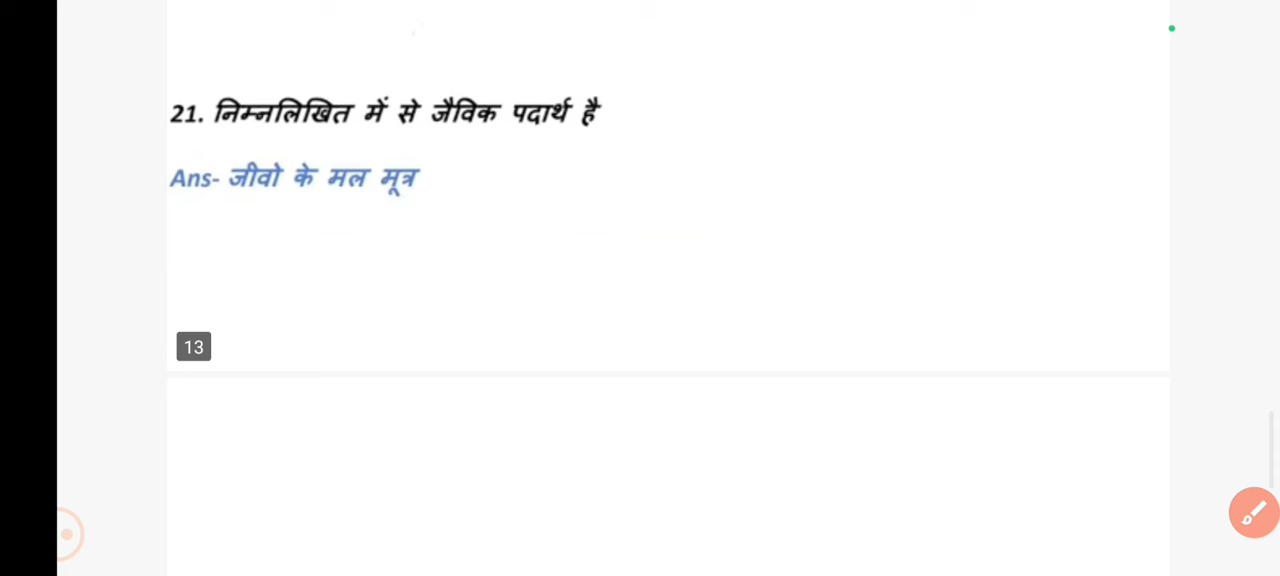 21. निम्नलिखित में से जैविक पदार्थ है
Ans- जीवो के मल मूत्र
13